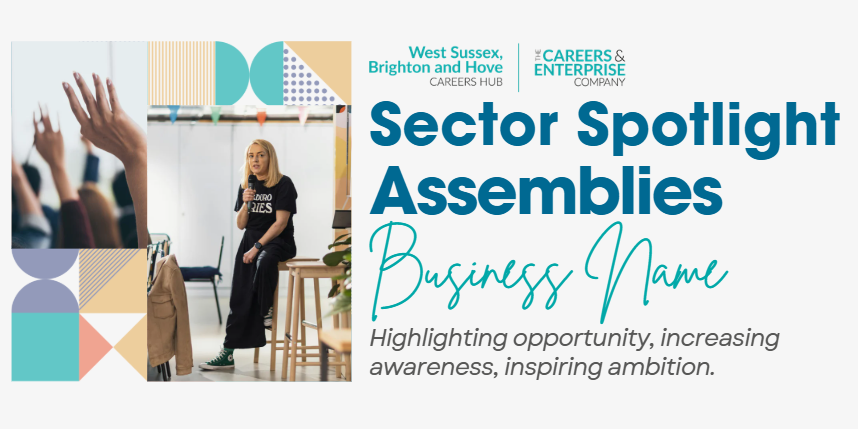 West Sussex,
Brighton and Hove
CAREERS HUB
THE CAREERS &
ENTERPRISE
COMPANY
Sector Spotlight
Assemblies
Business Name
Highlighting opportunity, increasing
awareness, inspiring ambition.